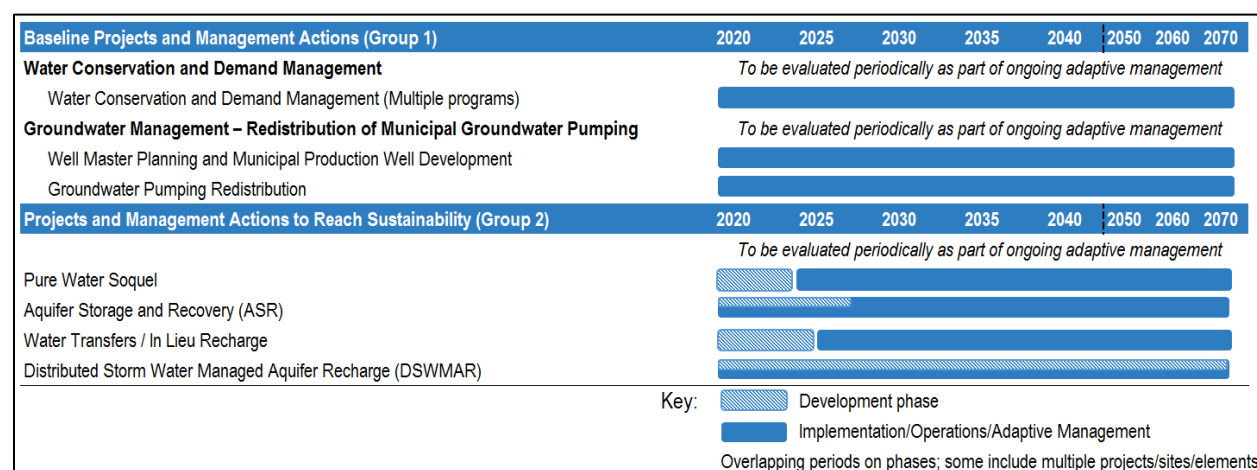 Baseline Projects and Management Actions (Group 1) 2020 2025 2030 2035 2040 2050 2060 2070
Water Conservation and Demand Management To be evaluated periodically as part of ongoing adaptive management
Water Conservation and Demand Management (Multiple programs)
Groundwater Management – Redistribution of Municipal Groundwater Pumping To be evaluated periodically as part of ongoing adaptive management
Well Master Planning and Municipal Production Well Development
Groundwater Pumping Redistribution
Projects and Management Actions to Reach Sustainability (Group 2) 2020 2025 2030 2035 2040 2050 2060 2070
To be evaluated periodically as part of ongoing adaptive management
Pure Water Soquel
Aquifer Storage and Recovery (ASR)
Water Transfers / In Lieu Recharge
Distributed Storm Water Managed Aquifer Recharge (DSWMAR)
Key: Development phase
Implementation/Operations/Adaptive Management
Overlapping periods on phases; some include multiple projects/sites/elements